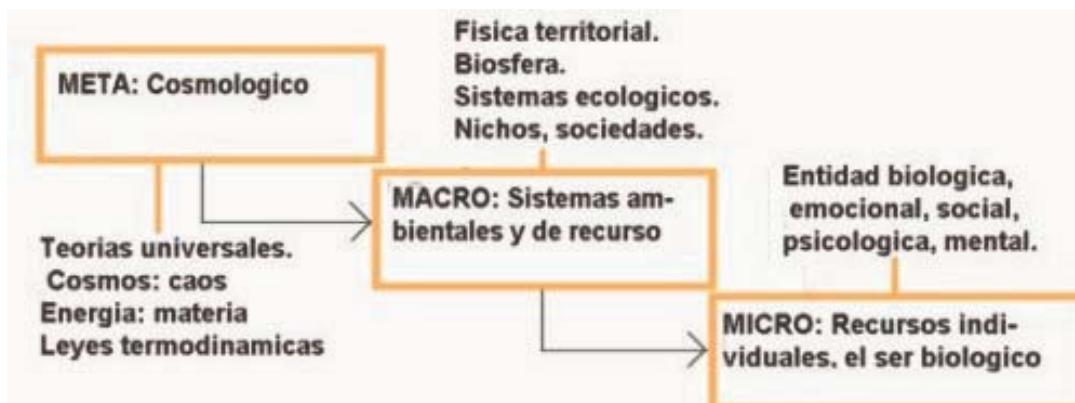 META: Cosmologico
Teorias universales.
Cosmos: caos
Energia: materia
Leyes termodinamicas
Fisica territorial.
Biosfera.
Sistemas ecologicos.
Nichos, sociedades.
MACRO: Sistemas am-
bientales y de recurso
Entidad biologica,
emocional, social,
psicologica, mental.
MICRO: Recursos indi-
viduales. el ser biologico